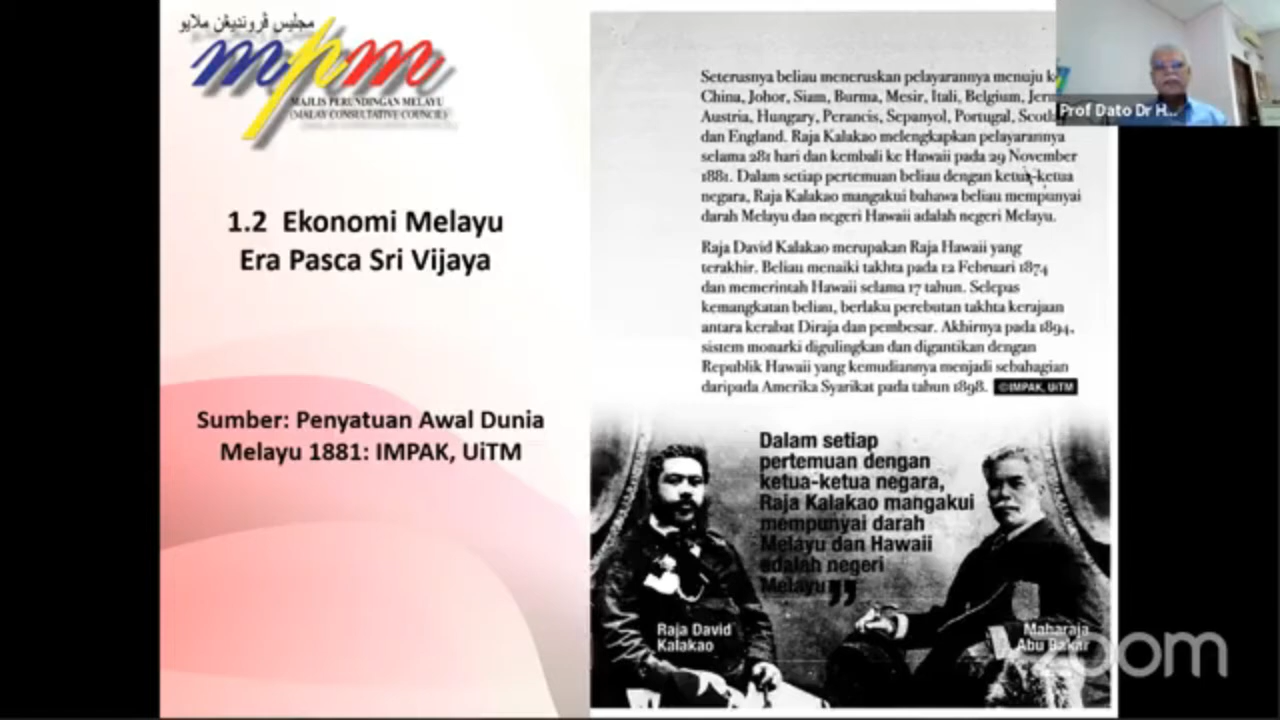 مجليس ڤروندיڠن ملايو
mpm
MAJLIS PERUNDINGAN MELAYU
(MALAY CONSULTATIVE COUNCIL)
1.2 Ekonomi Melayu
Era Pasca Sri Vijaya
Sumber: Penyatuan Awal Dunia
Melayu 1881: IMPAK, UiTM
Seterusnya beliau meneruskan pelayarannya menuju
China, Johor, Siam, Burma, Mesir, Itali, Belgium,
Austria, Hungary, Perancis, Sepanyol, Portugal,
dan England. Raja Kalakao melengkapkan pelayarannya
selama 281 hari dan kembali ke Hawaii pada 29 November
1881. Dalam setiap pertemuan beliau dengan ketua-ketua
negara, Raja Kalakao mangakui bahawa beliau mempunyai
darah Melayu dan negeri Hawaii adalah negeri Melayu.
Raja David Kalakao merupakan Raja Hawaii yang
terakhir. Beliau menaiki takhta pada 12 Februari 1874
dan memerintah Hawaii selama 17 tahun. Selepas
kemangkatan beliau, berlaku perebutan takhta kerajaan
antara kerabat Diraja dan pembesar. Akhirnya pada 1894,
sistem monarki digulingkan dan digantikan dengan
Republik Hawaii yang kemudiannya menjadi sebahagian
daripada Amerika Syarikat pada tahun 1898. ©IMPAK, UiTM
Dalam setiap
pertemuan dengan
ketua-ketua negara,
Raja Kalakao mangakui
mempunyai darah
Melayu dan Hawaii
adalah negeri
Melayu"
Raja David
Kalakao
Maharaja
Abu Bakar
Prof Dato Dr H...
zoom